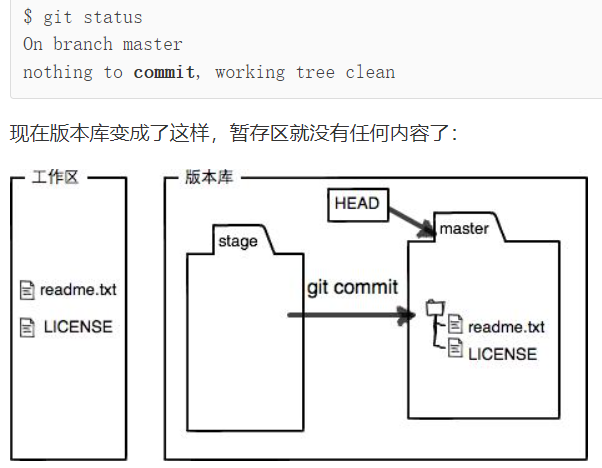 $ git status
On branch master
nothing to commit, working tree clean
现在版本库变成了这样，暂存区就没有任何内容了：
工作区
版本库
HEAD
stage
master
git commit
readme.txt
readme.txt
LICENSE
LICENSE